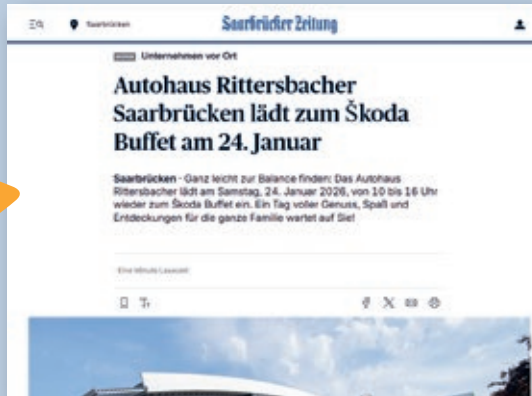 Saarbrücken
Saarbrücker Zeitung
Unternehmen vor Ort
Autohaus Rittersbacher
Saarbrücken lädt zum Škoda
Buffet am 24. Januar
Saarbrücken - Ganz leicht zur Balance finden: Das Autohaus
Rittersbacher lädt am Samstag, 24. Januar 2026, von 10 bis 16 Uhr
wieder zum Škoda Buffet ein. Ein Tag voller Genuss, Spaß und
Entdeckungen für die ganze Familie wartet auf Sie!
Eine Minute Lesezeit